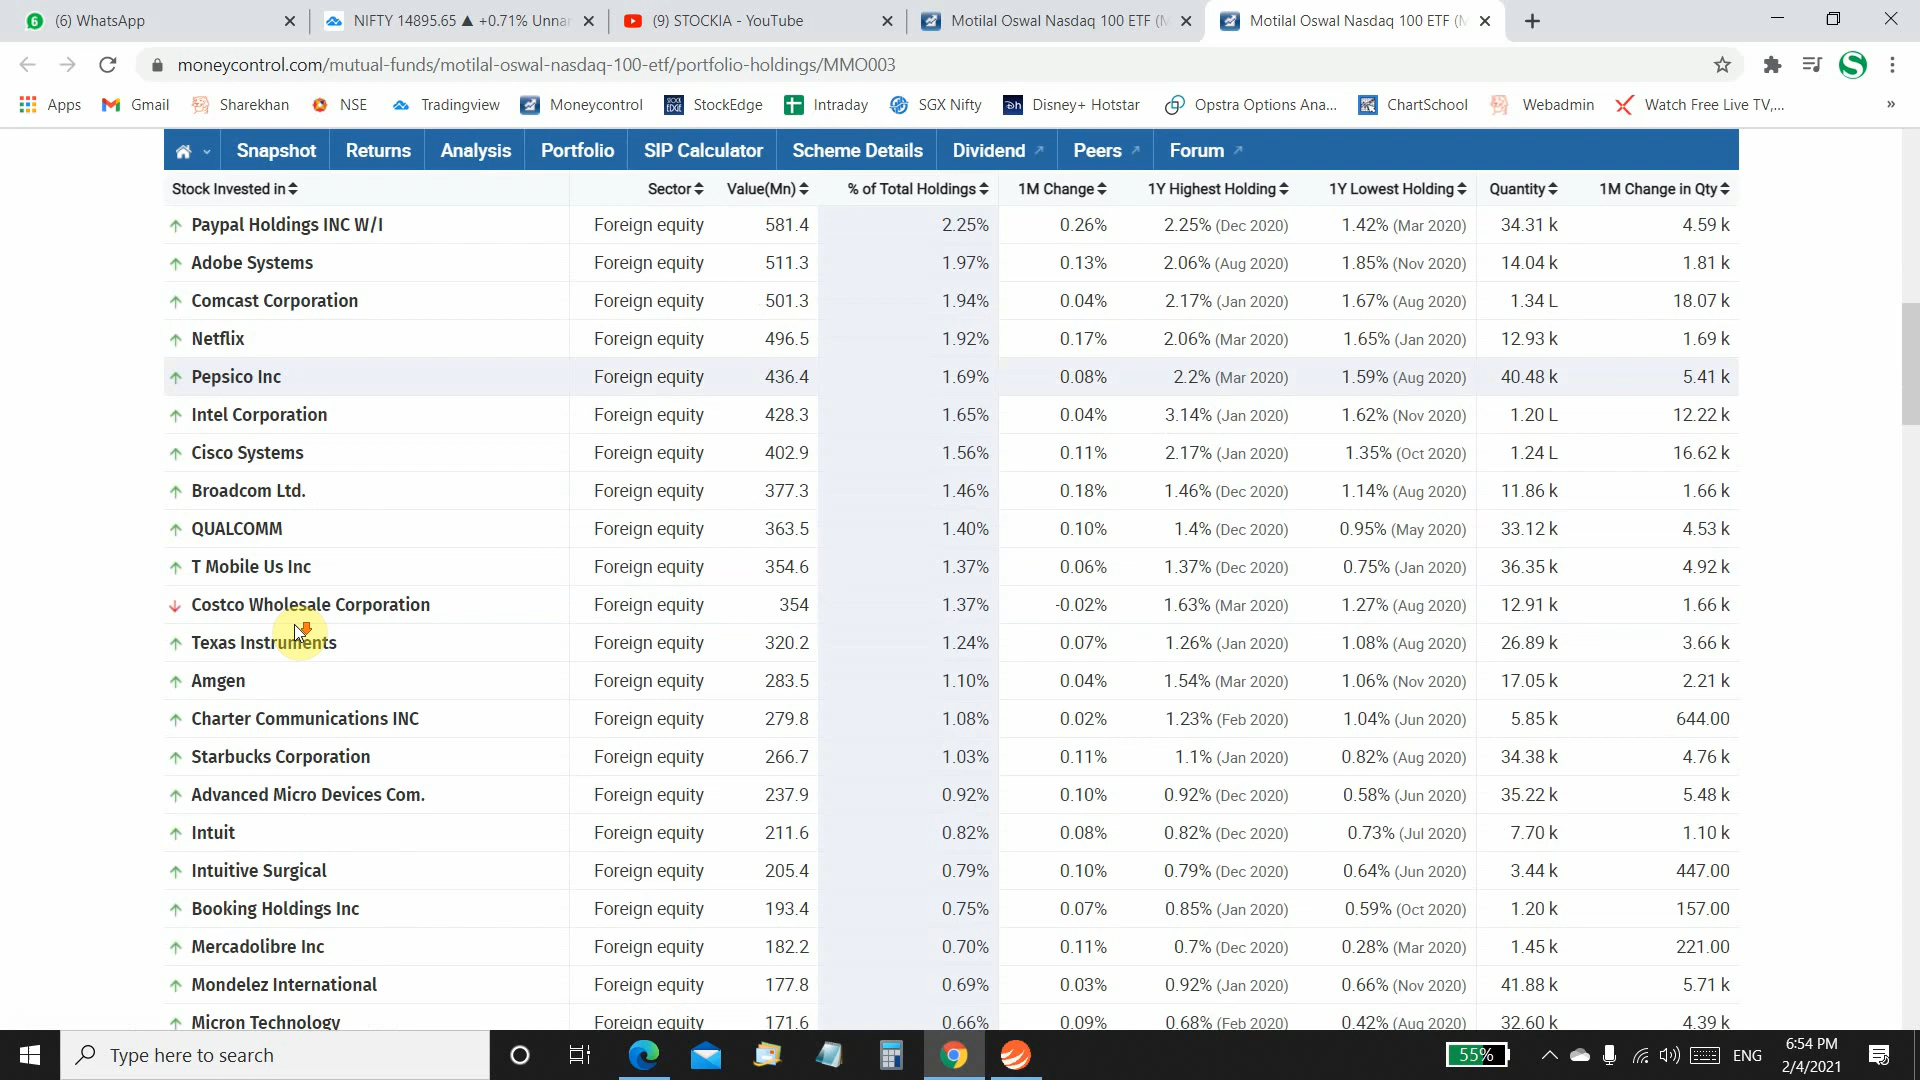 (6) WhatsApp
NIFTY 14895.65 ▲ +0.71% Unna
(9) STOCKIA - YouTube
Motilal Oswal Nasdaq 100 ETF (M
Motilal Oswal Nasdaq 100 ETF (M
moneycontrol.com/mutual-funds/motilal-oswal-nasdaq-100-etf/portfolio-holdings/MMO003
Apps Gmail Sharekhan NSE Tradingview Moneycontrol StockEdge Intraday SGX Nifty Disney+ Hotstar Opstra Options Ana... ChartSchool Webadmin Watch Free Live TV,... »
Snapshot Returns Analysis Portfolio SIP Calculator Scheme Details Dividend Peers Forum
Stock Invested in Sector Value(Mn) % of Total Holdings 1M Change 1Y Highest Holding 1Y Lowest Holding Quantity 1M Change in Qty
Paypal Holdings INC W/I Foreign equity 581.4 2.25% 0.26% 2.25% (Dec 2020) 1.42% (Mar 2020) 34.31 k 4.59 k
Adobe Systems Foreign equity 511.3 1.97% 0.13% 2.06% (Aug 2020) 1.85% (Nov 2020) 14.04 k 1.81 k
Comcast Corporation Foreign equity 501.3 1.94% 0.04% 2.17% (Jan 2020) 1.67% (Aug 2020) 1.34 L 18.07 k
Netflix Foreign equity 496.5 1.92% 0.17% 2.06% (Mar 2020) 1.65% (Jan 2020) 12.93 k 1.69 k
Pepsico Inc Foreign equity 436.4 1.69% 0.08% 2.2% (Mar 2020) 1.59% (Aug 2020) 40.48 k 5.41 k
Intel Corporation Foreign equity 428.3 1.65% 0.04% 3.14% (Jan 2020) 1.62% (Nov 2020) 1.20 L 12.22 k
Cisco Systems Foreign equity 402.9 1.56% 0.11% 2.17% (Jan 2020) 1.35% (Oct 2020) 1.24 L 16.62 k
Broadcom Ltd. Foreign equity 377.3 1.46% 0.18% 1.46% (Dec 2020) 1.14% (Aug 2020) 11.86 k 1.66 k
QUALCOMM Foreign equity 363.5 1.40% 0.10% 1.4% (Dec 2020) 0.95% (May 2020) 33.12 k 4.53 k
T Mobile Us Inc Foreign equity 354.6 1.37% 0.06% 1.37% (Dec 2020) 0.75% (Jan 2020) 36.35 k 4.92 k
Costco Wholesale Corporation Foreign equity 354 1.37% -0.02% 1.63% (Mar 2020) 1.27% (Aug 2020) 12.91 k 1.66 k
Texas Instruments Foreign equity 320.2 1.24% 0.07% 1.26% (Jan 2020) 1.08% (Aug 2020) 26.89 k 3.66 k
Amgen Foreign equity 283.5 1.10% 0.04% 1.54% (Mar 2020) 1.06% (Nov 2020) 17.05 k 2.21 k
Charter Communications INC Foreign equity 279.8 1.08% 0.02% 1.23% (Feb 2020) 1.04% (Jun 2020) 5.85 k 644.00
Starbucks Corporation Foreign equity 266.7 1.03% 0.11% 1.1% (Jan 2020) 0.82% (Aug 2020) 34.38 k 4.76 k
Advanced Micro Devices Com. Foreign equity 237.9 0.92% 0.10% 0.92% (Dec 2020) 0.58% (Jun 2020) 35.22 k 5.48 k
Intuit Foreign equity 211.6 0.82% 0.08% 0.82% (Dec 2020) 0.73% (Jul 2020) 7.70 k 1.10 k
Intuitive Surgical Foreign equity 205.4 0.79% 0.10% 0.79% (Dec 2020) 0.64% (Jun 2020) 3.44 k 447.00
Booking Holdings Inc Foreign equity 193.4 0.75% 0.07% 0.85% (Jan 2020) 0.59% (Oct 2020) 1.20 k 157.00
Mercadolibre Inc Foreign equity 182.2 0.70% 0.11% 0.7% (Dec 2020) 0.28% (Mar 2020) 1.45 k 221.00
Mondelez International Foreign equity 177.8 0.69% 0.03% 0.92% (Jan 2020) 0.66% (Nov 2020) 41.88 k 5.71 k
Micron Technology Foreign equity 171.6 0.66% 0.09% 0.68% (Feb 2020) 0.42% (Aug 2020) 32.60 k 4.39 k
Type here to search
55%
ENG
6:54 PM
2/4/2021